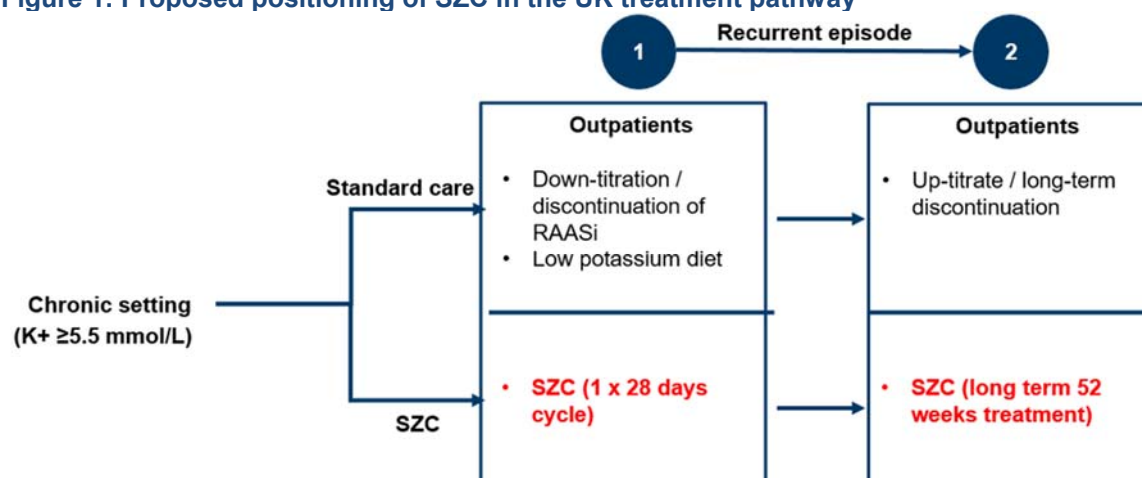 Figure 1: Proposed positioning of SZC in the UK treatment pathway
1
Recurrent episode
2
Outpatients
• Down-titration /
discontinuation of
RAASi
• Low potassium diet
Outpatients
• Up-titrate / long-term
discontinuation
Standard care
Chronic setting
(K+ ≥5.5 mmol/L)
SZC
• SZC (1 x 28 days
cycle)
• SZC (long term 52
weeks treatment)